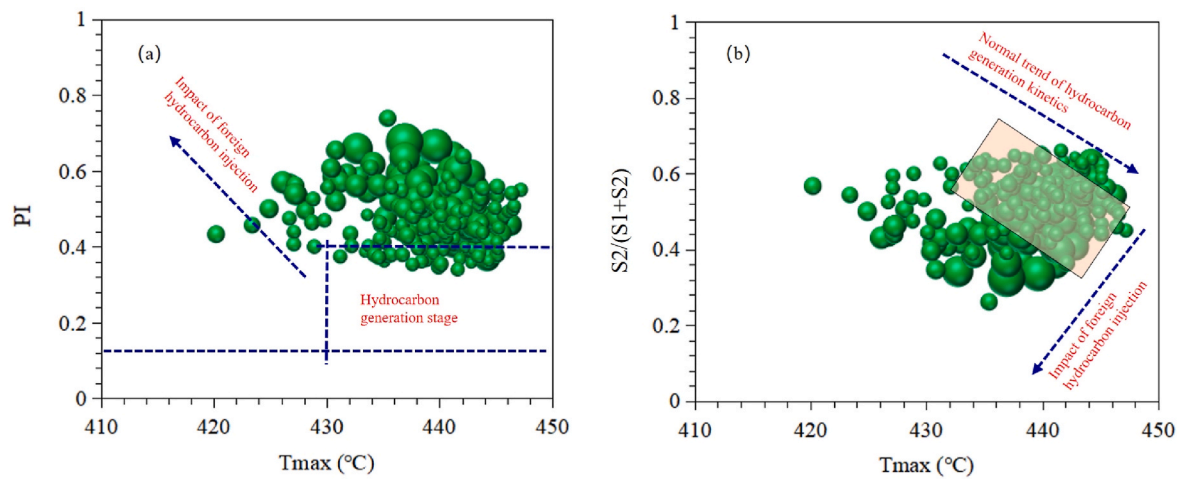 (a)
1
0.8
0.6
0.4
0.2
0
PI
Impact of foreign
hydrocarbon injection
Hydrocarbon
generation stage
410
420
430
440
450
Tmax (℃)
(b)
1
0.8
0.6
0.4
0.2
0
S2/(S1+S2)
Normal trend of hydrocarbon
generation kinetics
Impact of foreign
hydrocarbon injection
410
420
430
440
450
Tmax (℃)